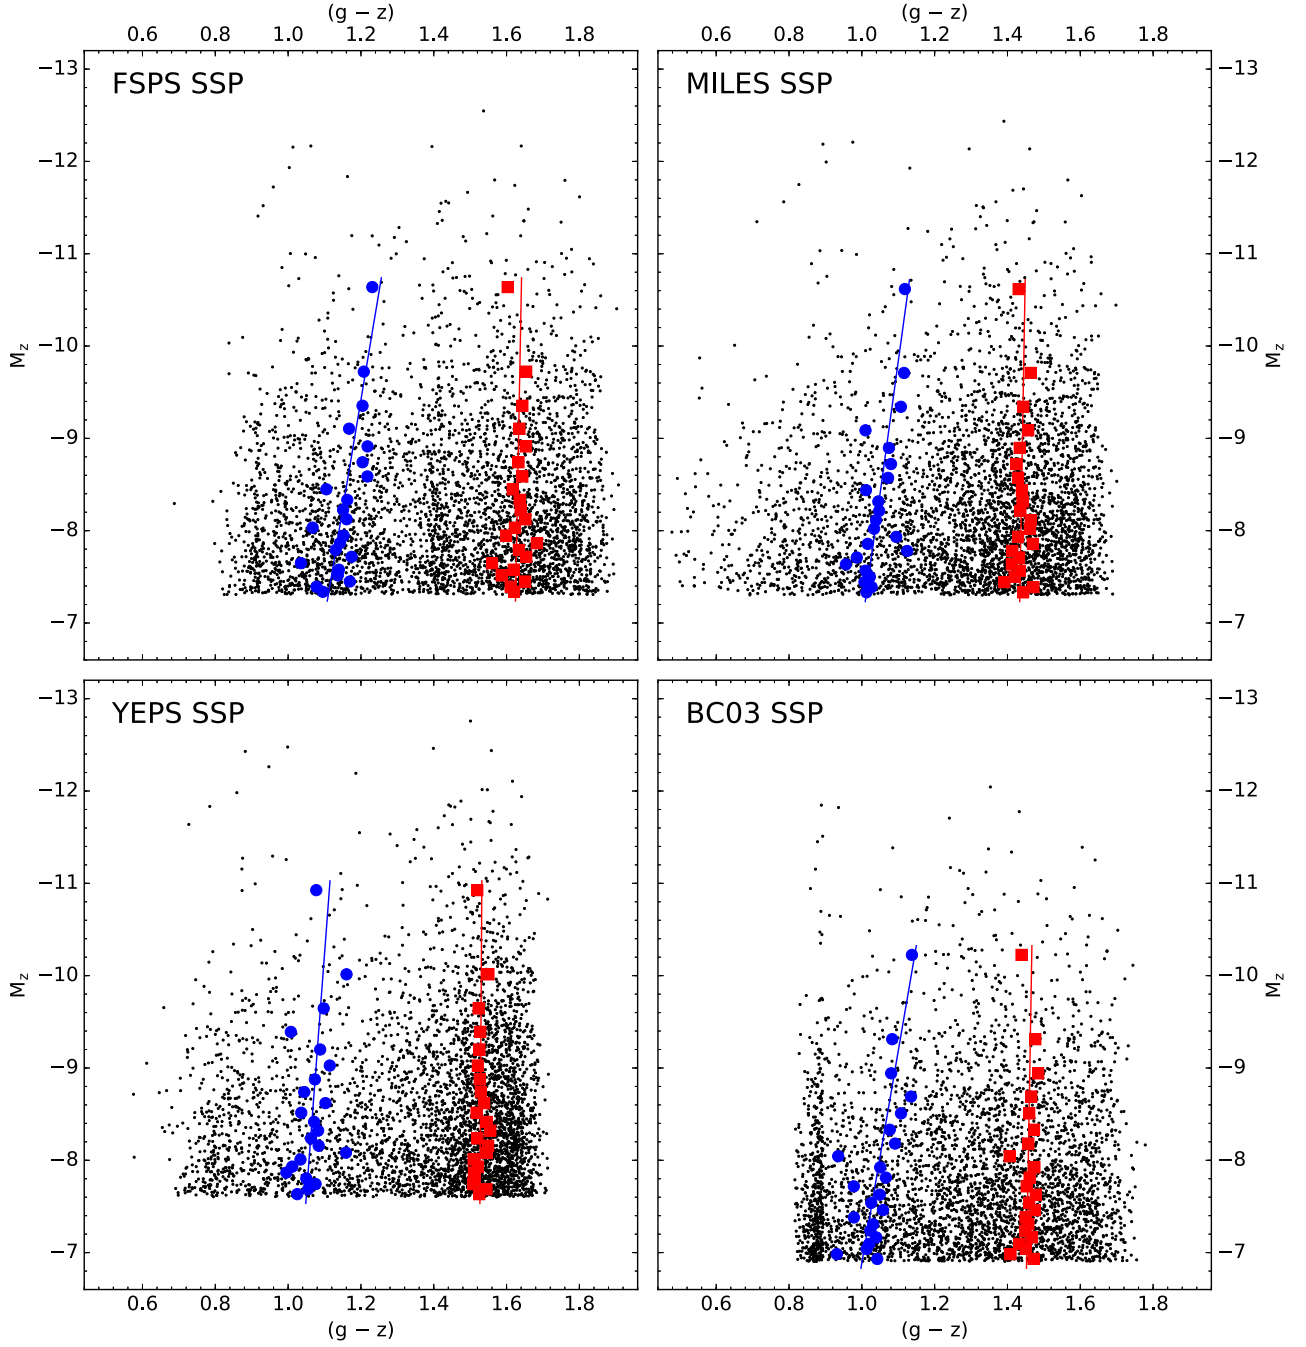 (g − z) (g − z)
0.6 0.8 1.0 1.2 1.4 1.6 1.8 0.6 0.8 1.0 1.2 1.4 1.6 1.8
FSPS SSP
MILES SSP
−13 −13
−12 −12
−11 −11
−10 −10
−9 −9
−8 −8
−7 −7
M_z M_z
YEPS SSP
BC03 SSP
−13 −13
−12 −12
−11 −11
−10 −10
−9 −9
−8 −8
−7 −7
M_z M_z
0.6 0.8 1.0 1.2 1.4 1.6 1.8 0.6 0.8 1.0 1.2 1.4 1.6 1.8
(g − z) (g − z)